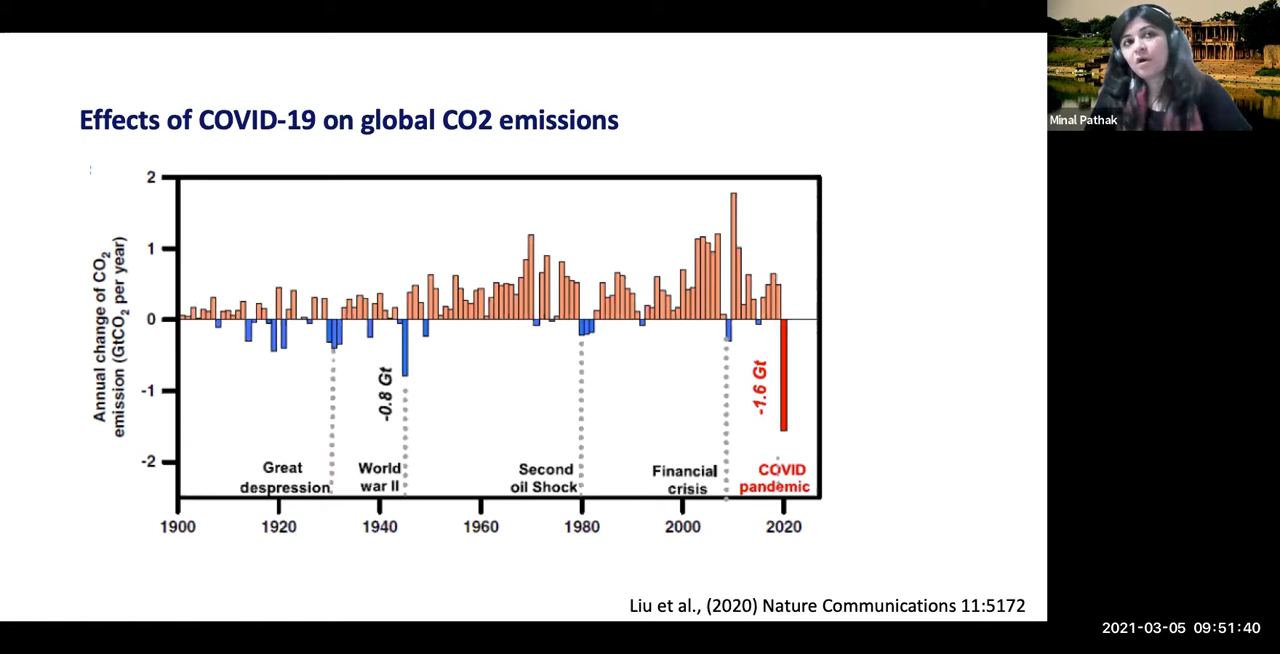 Minal Pathak
Effects of COVID-19 on global CO2 emissions
Annual change of CO2
emission (GtCO2 per year)
2
1
0
-1
-2
-0.8 Gt
-1.6 Gt
Great
despression
World
war II
Second
oil Shock
Financial
crisis
COVID
pandemic
1900
1920
1940
1960
1980
2000
2020
Liu et al., (2020) Nature Communications 11:5172
2021-03-05 09:51:40